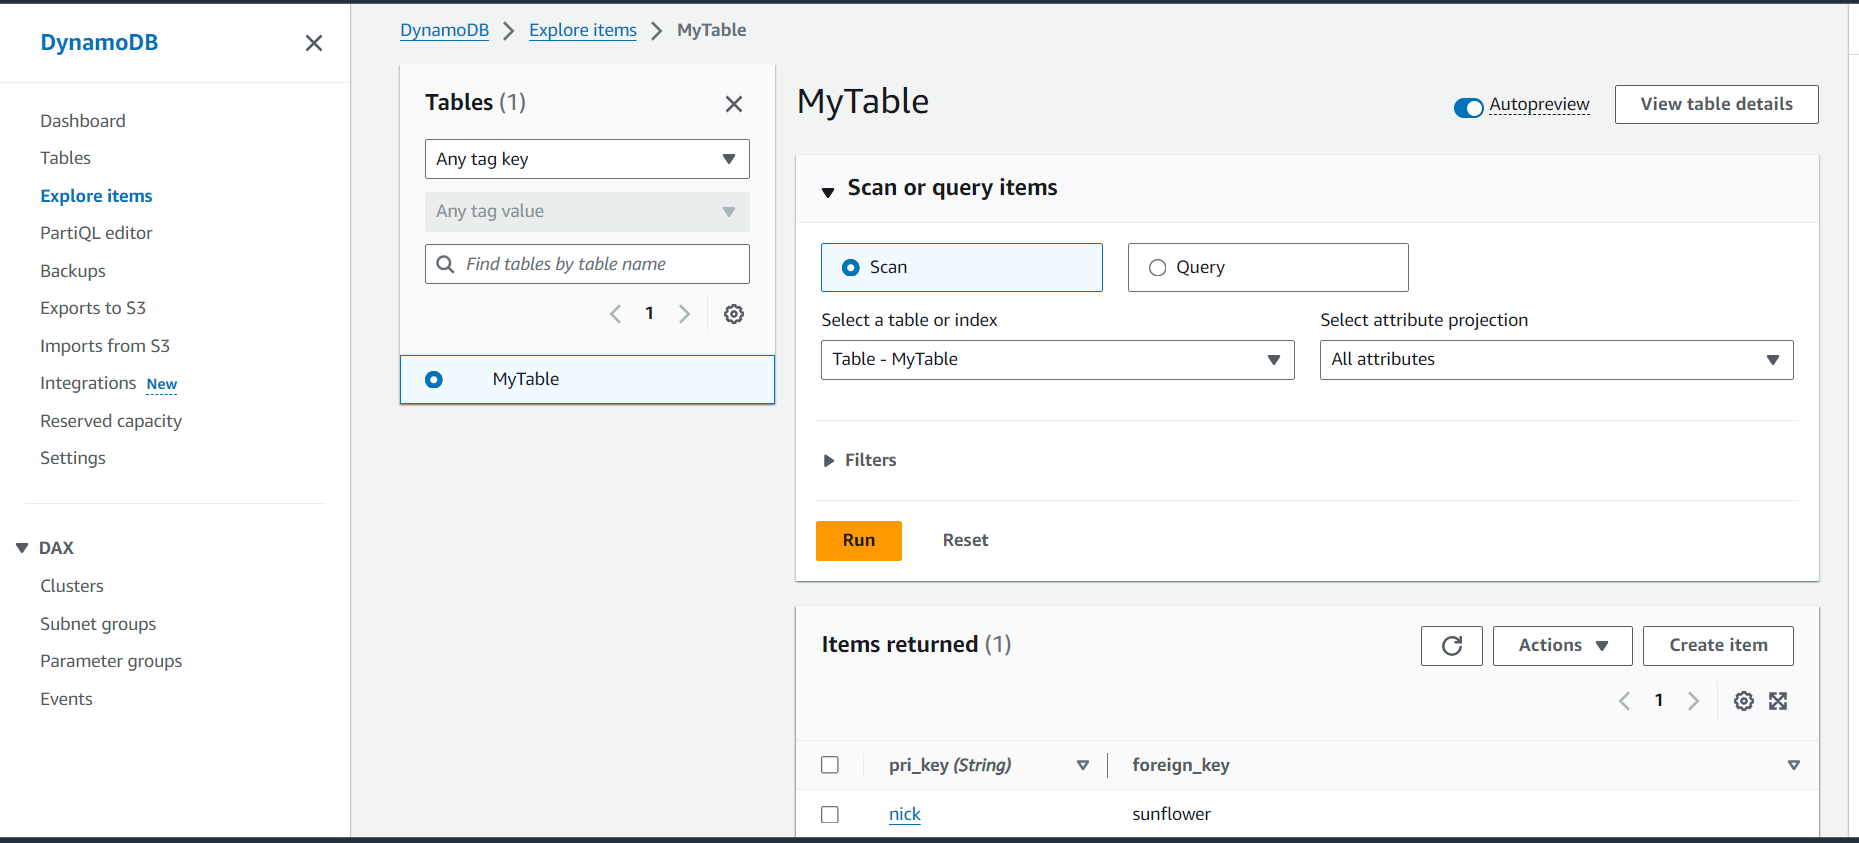 DynamoDB
Dashboard
Tables
Explore items
PartiQL editor
Backups
Exports to S3
Imports from S3
Integrations New
Reserved capacity
Settings
DAX
Clusters
Subnet groups
Parameter groups
Events
DynamoDB Explore items MyTable
Tables (1)
Any tag key
Any tag value
Find tables by table name
1
MyTable
MyTable
Autopreview
View table details
Scan or query items
Scan
Query
Select a table or index
Table - MyTable
Select attribute projection
All attributes
Filters
Run
Reset
Items returned (1)
Actions
Create item
1
pri_key (String)
foreign_key
nick
sunflower